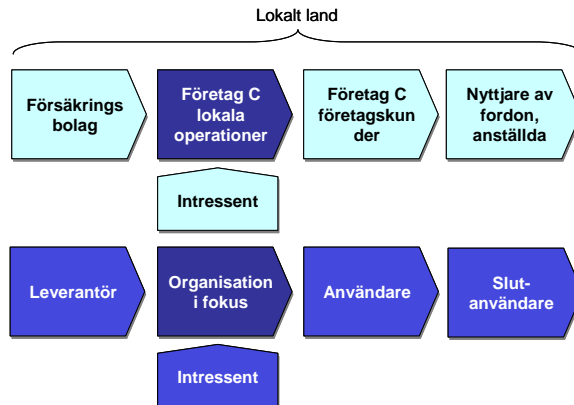 Lokalt land
Försäkrings
bolag
Företag C
lokala
operationer
Företag C
företagskun
der
Nyttjare av
fordon,
anställda
Intressent
Leverantör
Organisation
i fokus
Användare
Slut-
användare
Intressent